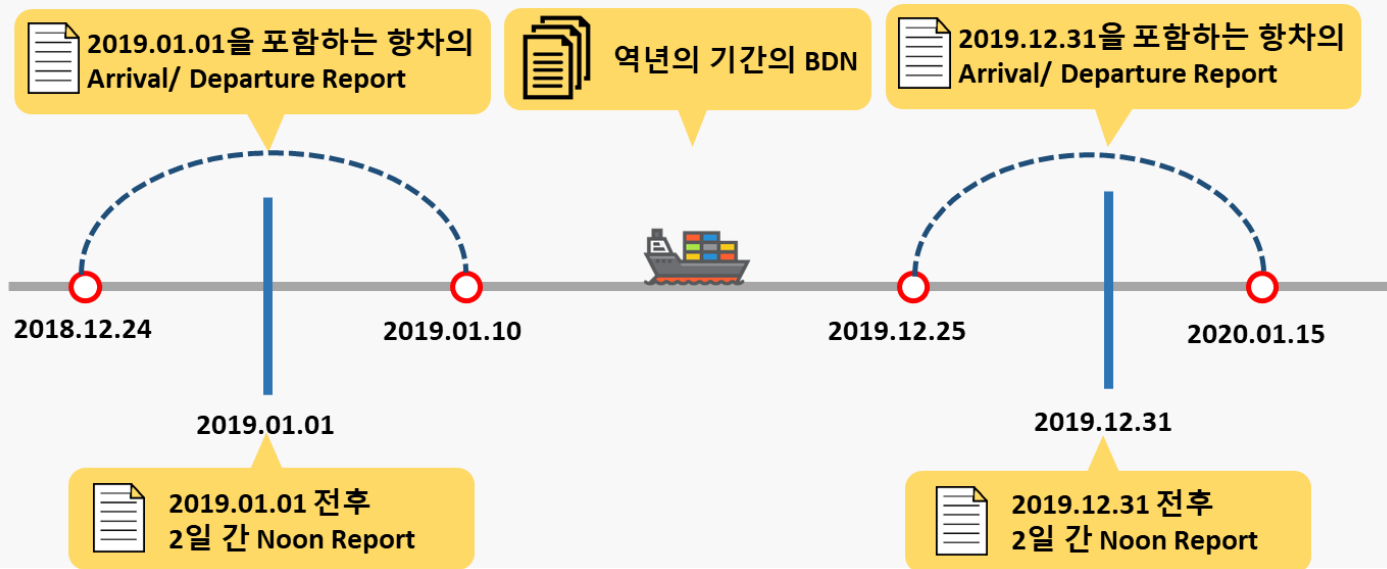 2019.01.01을 포함하는 항차의
Arrival/ Departure Report
역년의 기간의 BDN
2019.12.31을 포함하는 항차의
Arrival/ Departure Report
2018.12.24
2019.01.10
2019.12.25
2020.01.15
2019.01.01
2019.12.31
2019.01.01 전후
2일 간 Noon Report
2019.12.31 전후
2일 간 Noon Report